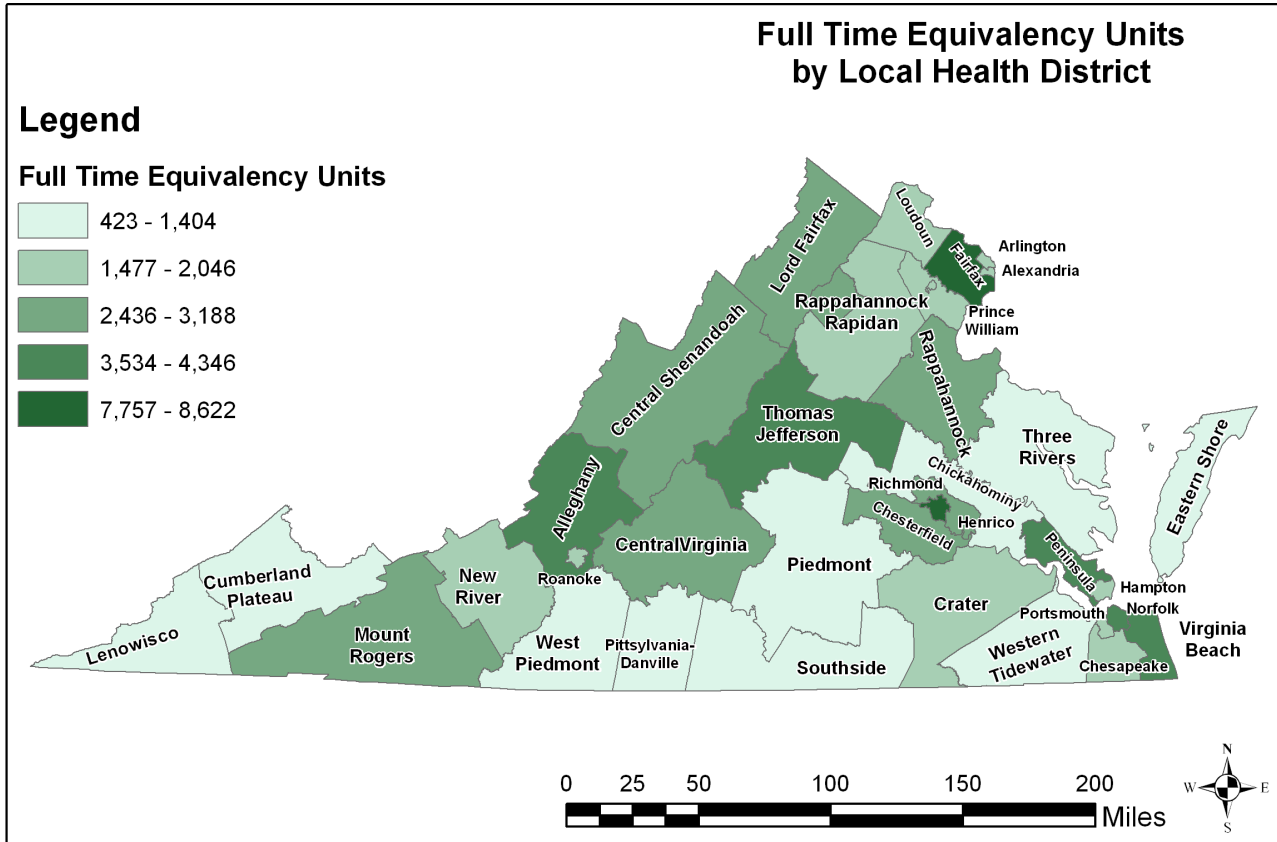 Full Time Equivalency Units
by Local Health District
Legend
Full Time Equivalency Units
423 - 1,404
1,477 - 2,046
2,436 - 3,188
3,534 - 4,346
7,757 - 8,622
Lord Fairfax
Loudoun
Fairfax
Arlington
Alexandria
Prince
William
Rappahannock
Rapidan
Central Shenandoah
Rappahannock
Thomas
Jefferson
Three
Rivers
Eastern Shore
Alleghany
Chickahominy
Richmond
Henrico
Chesterfield
CentralVirginia
Piedmont
Peninsula
Roanoke
New
River
Cumberland
Plateau
Lenowisco
Mount
Rogers
West
Piedmont
Pittsylvania-
Danville
Southside
Crater
Hampton
Norfolk
Portsmouth
Virginia
Beach
Western
Tidewater
Chesapeake
0 25 50 100 150 200
Miles
N
W E
S